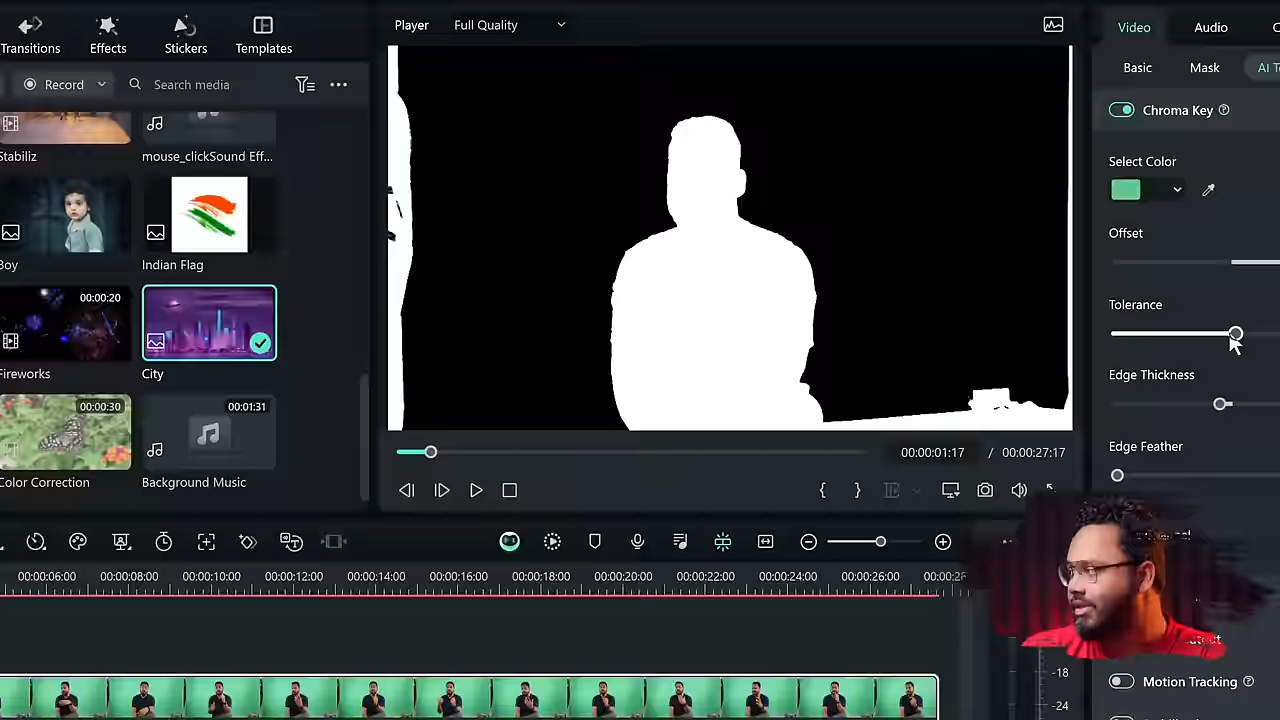 Transitions
Effects
Stickers
Templates
Record
Search media
Stabiliz
mouse_clickSound Eff...
Boy
Indian Flag
00:00:20
Fireworks
City
00:00:30
00:01:31
Color Correction
Background Music
Player
Full Quality
00:00:01:17 / 00:00:27:17
Video
Audio
Basic
Mask
AI To
Chroma Key
Select Color
Offset
Tolerance
Edge Thickness
Edge Feather
Motion Tracking
00:00:06:00 00:00:08:00 00:00:10:00 00:00:12:00 00:00:14:00 00:00:16:00 00:00:18:00 00:00:20:00 00:00:22:00 00:00:24:00 00:00:26:00 00:00:28
-18
-24